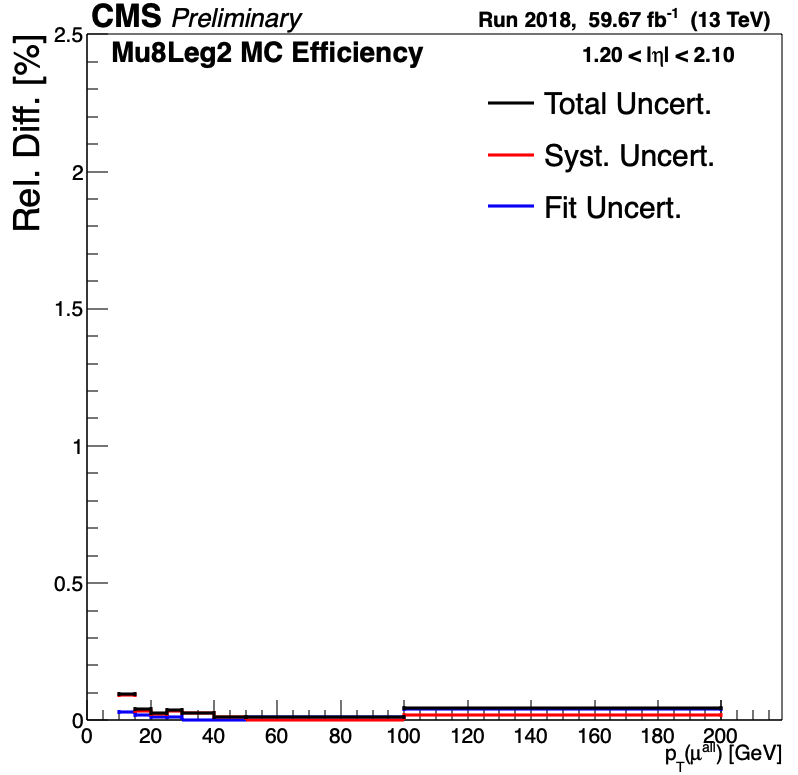 CMS Preliminary
Run 2018, 59.67 fb⁻¹ (13 TeV)
Mu8Leg2 MC Efficiency
1.20 < |η| < 2.10
Total Uncert.
Syst. Uncert.
Fit Uncert.
Rel. Diff. [%]
2.5
2
1.5
1
0.5
0
0 20 40 60 80 100 120 140 160 180 200
p_T(μ^all) [GeV]